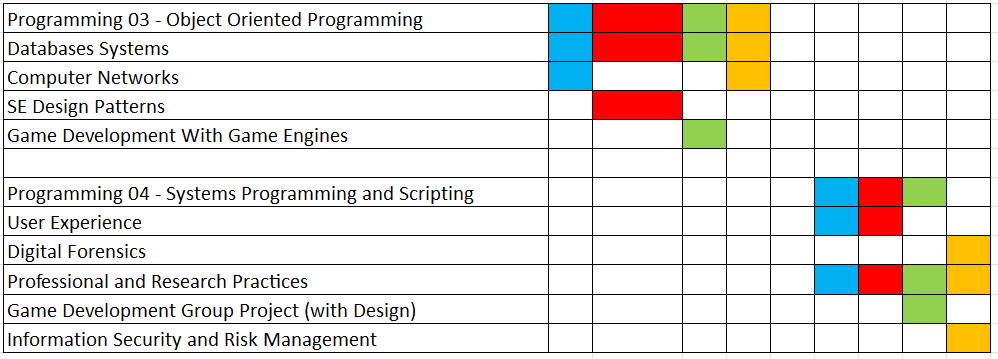 Programming 03 - Object Oriented Programming
Databases Systems
Computer Networks
SE Design Patterns
Game Development With Game Engines
Programming 04 - Systems Programming and Scripting
User Experience
Digital Forensics
Professional and Research Practices
Game Development Group Project (with Design)
Information Security and Risk Management